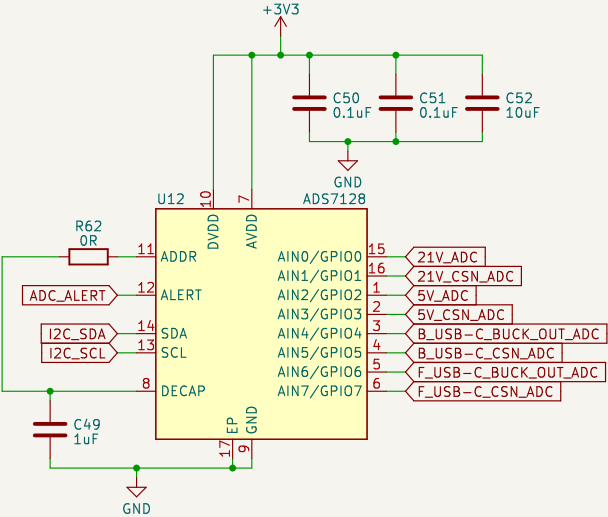 +3V3
C50
0.1uF
C51
0.1uF
C52
10uF
GND
U12
ADS7128
10
7
DVDD
AVDD
R62
0R
11
ADDR
12
ALERT
ADC_ALERT
14
SDA
I2C_SDA
13
SCL
I2C_SCL
8
DECAP
AIN0/GPIO0
15
21V_ADC
AIN1/GPIO1
16
21V_CSN_ADC
AIN2/GPIO2
1
5V_ADC
AIN3/GPIO3
2
5V_CSN_ADC
AIN4/GPIO4
3
B_USB-C_BUCK_OUT_ADC
AIN5/GPIO5
4
B_USB-C_CSN_ADC
AIN6/GPIO6
5
F_USB-C_BUCK_OUT_ADC
AIN7/GPIO7
6
F_USB-C_CSN_ADC
C49
1uF
EP
GND
17
9
GND